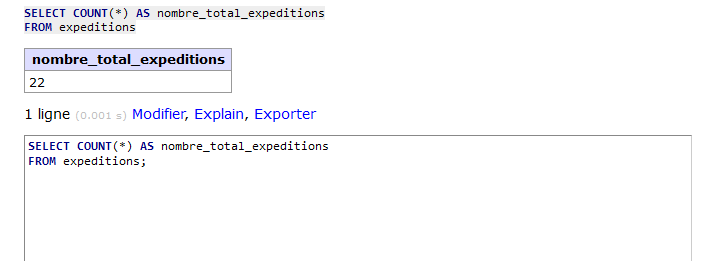 SELECT COUNT(*) AS nombre_total_expeditions
FROM expeditions
nombre_total_expeditions
22
1 ligne (0.001 s) Modifier, Explain, Exporter
SELECT COUNT(*) AS nombre_total_expeditions
FROM expeditions;